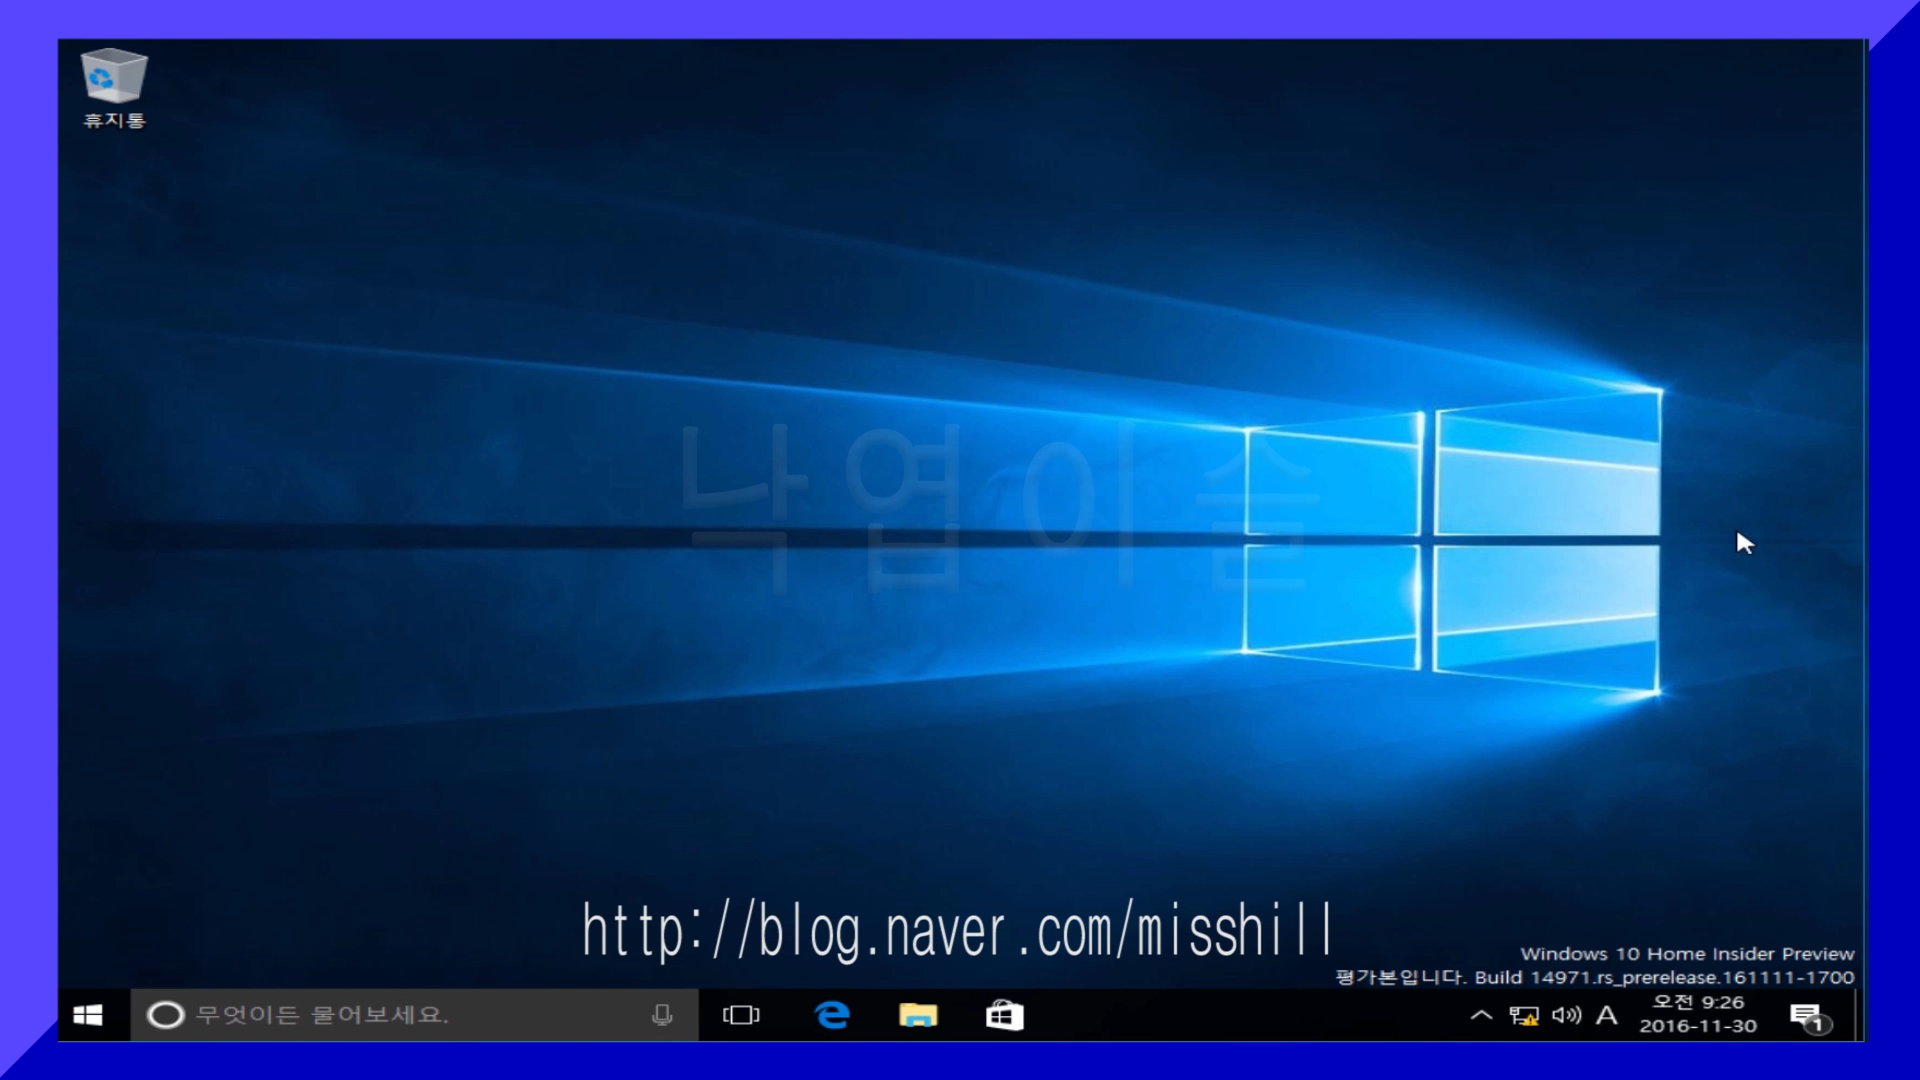 휴지통
낙엽이슬
http://blog.naver.com/misshill
Windows 10 Home Insider Preview
평가본입니다. Build 14971.rs_prerelease.161111-1700
무엇이든 물어보세요.
A
오전 9:26
2016-11-30
1